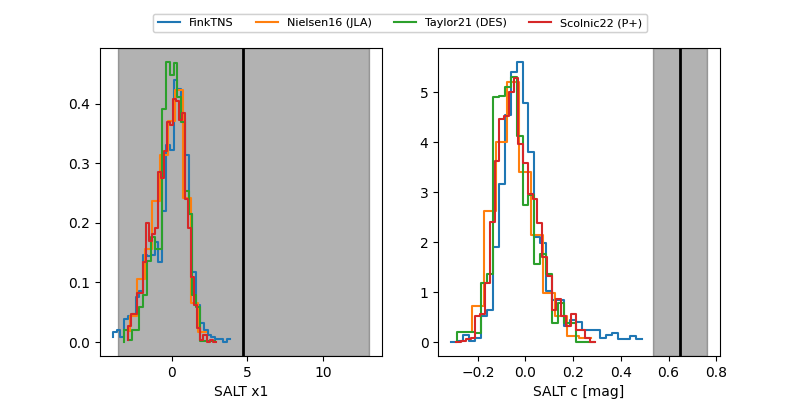 FinkTNS Nielsen16 (JLA) Taylor21 (DES) Scolnic22 (P+)
0.4
0.3
0.2
0.1
0.0
0 5 10
SALT x1
5
4
3
2
1
0
−0.2 0.0 0.2 0.4 0.6 0.8
SALT c [mag]